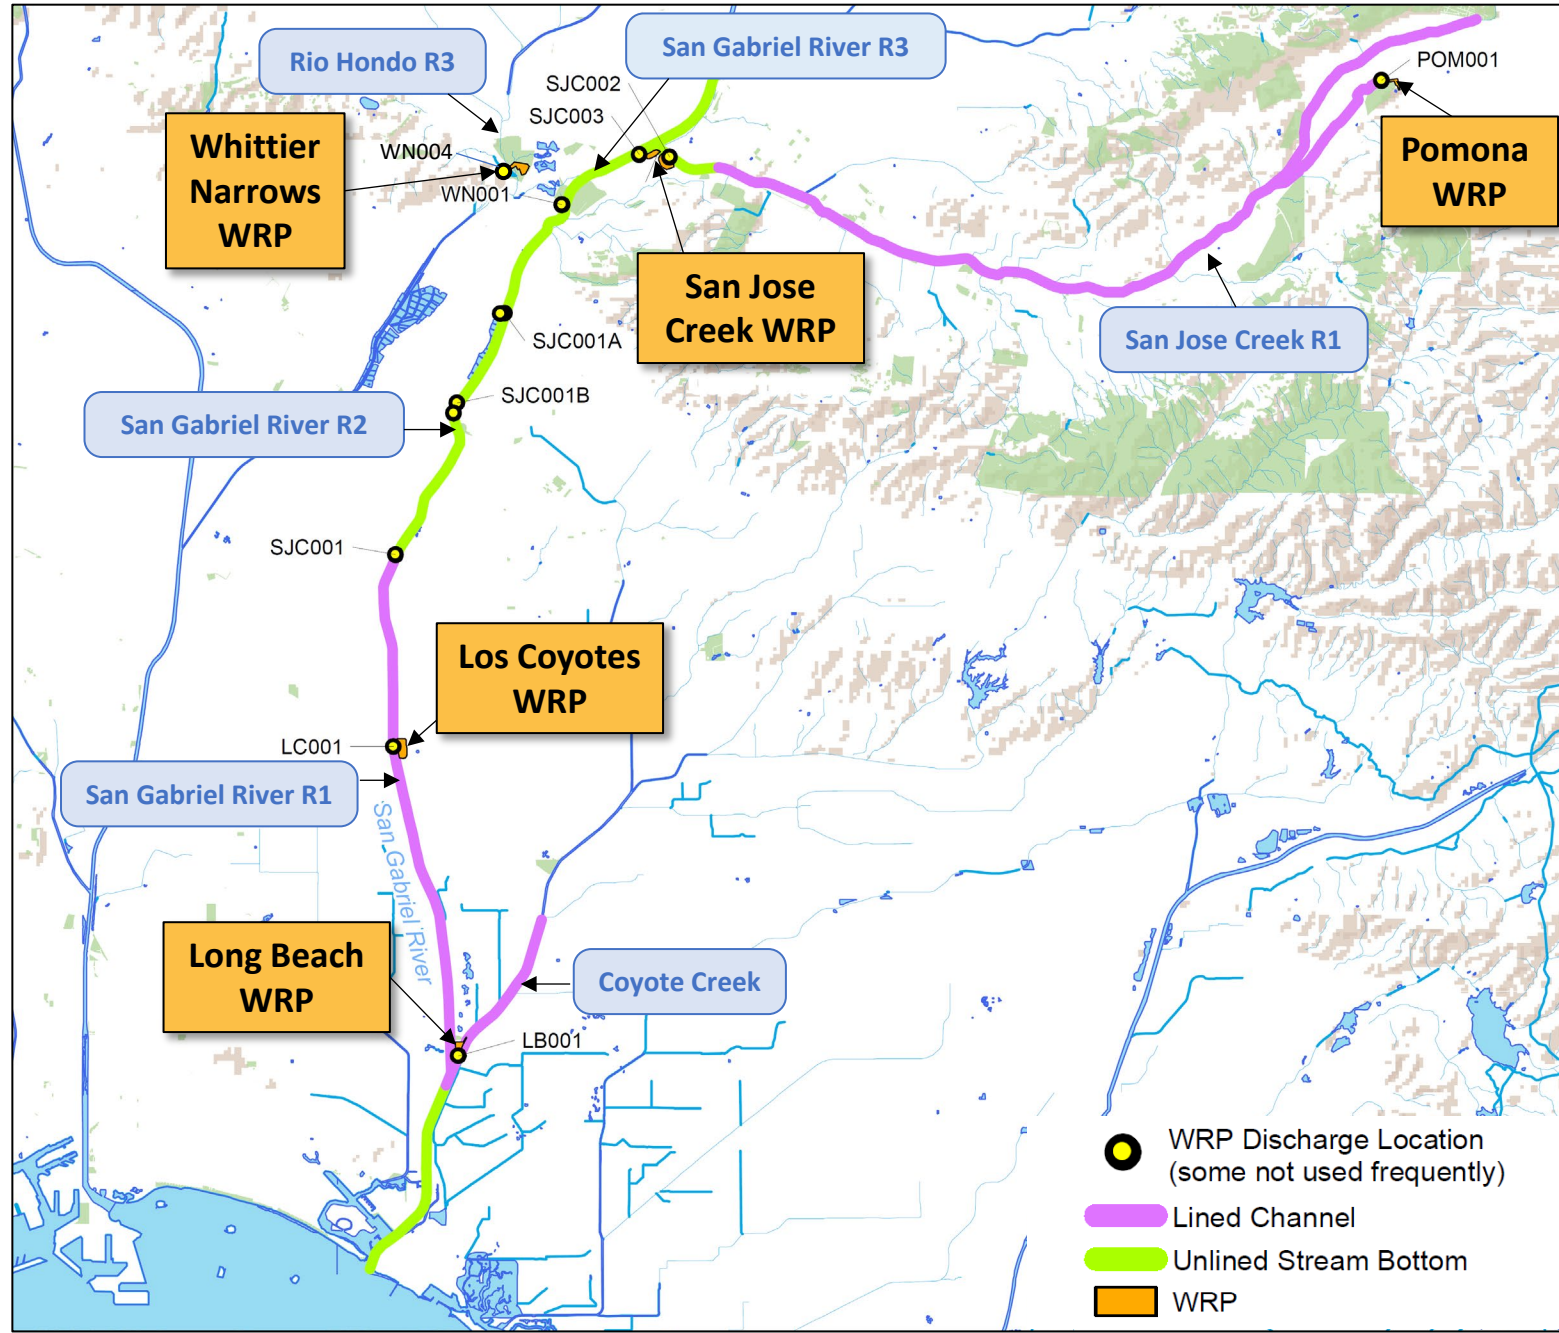 San Gabriel River R3
Rio Hondo R3
POM001
SJC002
SJC003
Whittier
Narrows
WRP
WN004
Pomona
WRP
WN001
San Jose
Creek WRP
San Jose Creek R1
SJC001A
SJC001B
San Gabriel River R2
SJC001
Los Coyotes
WRP
LC001
San Gabriel River R1
San Gabriel River
Long Beach
WRP
Coyote Creek
LB001
WRP Discharge Location
(some not used frequently)
Lined Channel
Unlined Stream Bottom
WRP